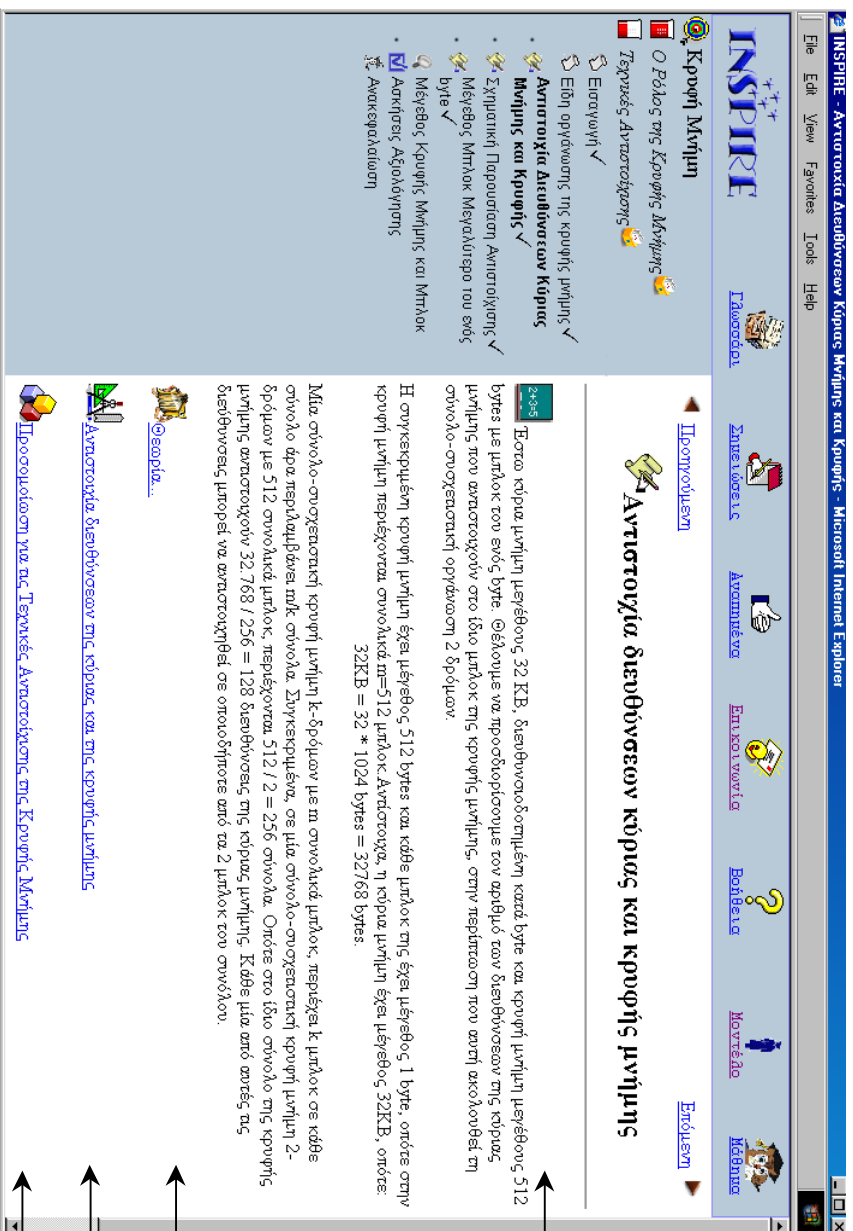 INSPIRE - Αντιστοιχία Διευθύνσεων Κύριας Μνήμης και Κρυφής - Microsoft Internet Explorer
File Edit View Favorites Tools Help
INSPIRE
Γλωσσάρι Σημειώσεις Αγαπημένα Επικοινωνία Βοήθεια Μοντέλο Μάθημα
Κρυφή Μνήμη
Ο Ρόλος της Κρυφής Μνήμης
Τεχνικές Αντιστοίχισης
Εισαγωγή ✓
Είδη οργάνωσης της κρυφής μνήμης ✓
Αντιστοιχία Διευθύνσεων Κύριας
Μνήμης και Κρυφής ✓
Σχηματική Παρουσίαση Αντιστοίχισης ✓
Μέγεθος Μπλοκ Μεγαλύτερο του ενός
byte ✓
Μέγεθος Κρυφής Μνήμης και Μπλοκ
Ασκήσεις Αξιολόγησης
Ανακεφαλαίωση
Προηγούμενη Επόμενη
Αντιστοιχία διευθύνσεων κύριας και κρυφής μνήμης
2+3=5
Έστω κύρια μνήμη μεγέθους 32 KB, διευθυνσιοδοτημένη κατά byte και κρυφή μνήμη μεγέθους 512
bytes με μπλοκ του ενός byte. Θέλουμε να προσδιορίσουμε τον αριθμό των διευθύνσεων της κύριας
μνήμης που αντιστοιχούν στο ίδιο μπλοκ της κρυφής μνήμης, στην περίπτωση που αυτή ακολουθεί τη
σύνολο-συσχετιστική οργάνωση 2 δρόμων.
Η συγκεκριμένη κρυφή μνήμη έχει μέγεθος 512 bytes και κάθε μπλοκ της έχει μέγεθος 1 byte, οπότε στην
κρυφή μνήμη περιέχονται συνολικά m=512 μπλοκ. Αντίστοιχα, η κύρια μνήμη έχει μέγεθος 32KB, οπότε:
32KB = 32 * 1024 bytes = 32768 bytes.
Μία σύνολο-συσχετιστική κρυφή μνήμη k-δρόμων με m συνολικά μπλοκ, περιέχει k μπλοκ σε κάθε
σύνολο άρα περιλαμβάνει m/k σύνολα. Συγκεκριμένα, σε μία σύνολο-συσχετιστική κρυφή μνήμη 2-
δρόμων με 512 συνολικά μπλοκ, περιέχονται 512 / 2 = 256 σύνολα. Οπότε στο ίδιο σύνολο της κρυφής
μνήμης αντιστοιχούν 32.768 / 256 = 128 διευθύνσεις της κύριας μνήμης. Κάθε μία από αυτές τις
διευθύνσεις μπορεί να αντιστοιχηθεί σε οποιοδήποτε από τα 2 μπλοκ του συνόλου.
Θεωρία...
Αντιστοιχία διευθύνσεων της κύριας και της κρυφής μνήμης
Προσομοίωση για τις Τεχνικές Αντιστοίχισης της Κρυφής Μνήμης